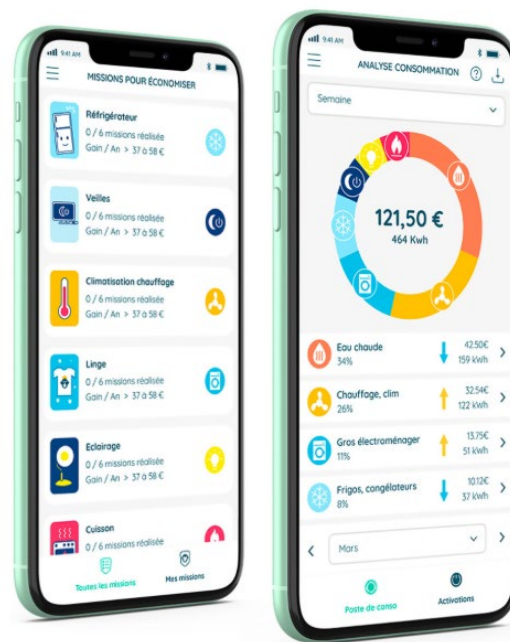 9:41 AM
MISSIONS POUR ÉCONOMISER
Réfrigérateur
0 / 6 missions réalisée
Gain / An > 37 à 58 €
Veilles
0 / 6 missions réalisée
Gain / An > 37 à 58 €
Climatisation chauffage
0 / 6 missions réalisée
Gain / An > 37 à 58 €
Linge
0 / 6 missions réalisée
Gain / An > 37 à 58 €
Eclairage
0 / 6 missions réalisée
Gain / An > 37 à 58 €
Cuisson
0 / 6 missions réalisée
Toutes les missions
Mes missions
9:41 AM
ANALYSE CONSOMMATION ?
Semaine
121,50 €
464 Kwh
Eau chaude 42.50€
34% 159 kWh
Chauffage, clim 32.54€
26% 122 kWh
Gros électroménager 13.75€
11% 51 kWh
Frigos, congélateurs 10.12€
8% 37 kWh
Mars
Poste de conso
Activations